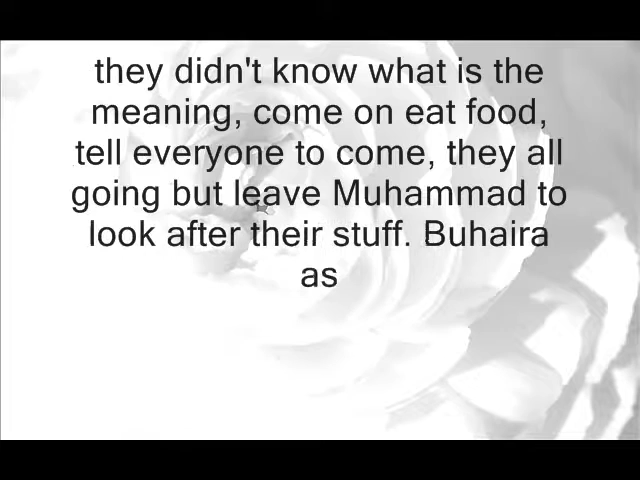 they didn't know what is the
meaning, come on eat food,
tell everyone to come, they all
going but leave Muhammad to
look after their stuff. Buhaira
as